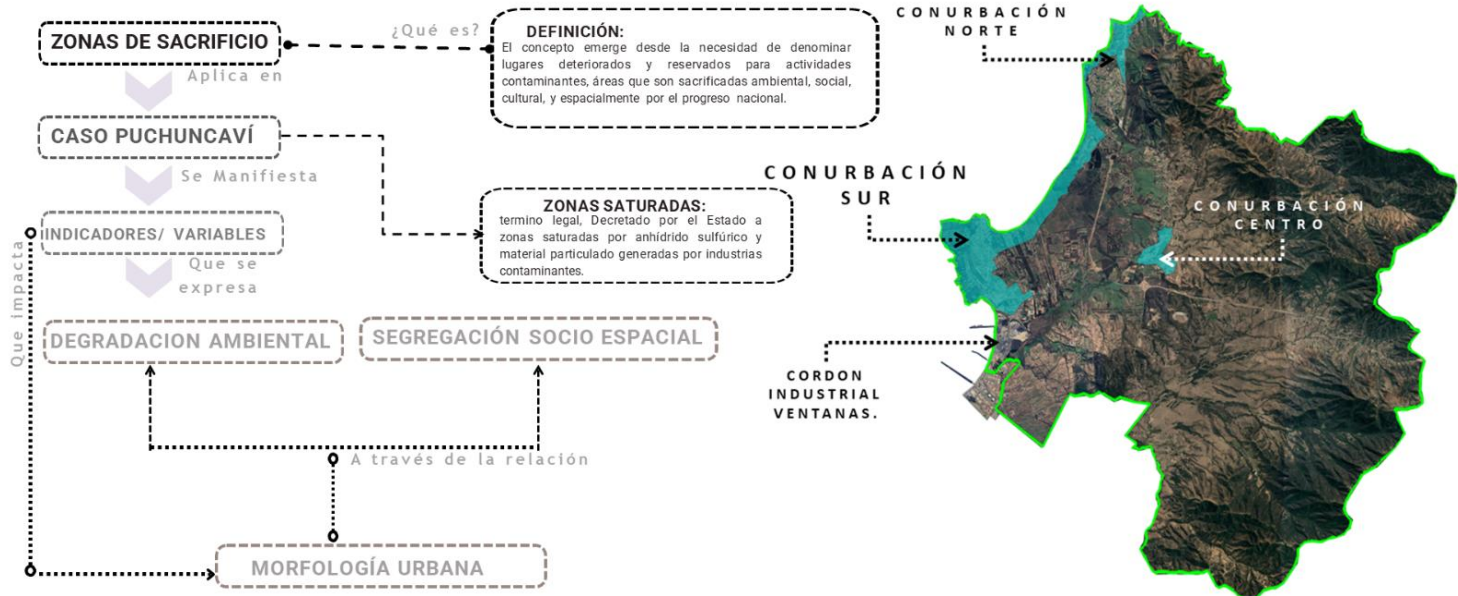 ZONAS DE SACRIFICIO
¿Qué es?
DEFINICIÓN:
El concepto emerge desde la necesidad de denominar
lugares deteriorados y reservados para actividades
contaminantes, áreas que son sacrificadas ambiental, social,
cultural, y espacialmente por el progreso nacional.
Aplica en
CASO PUCHUNCAVÍ
Se Manifiesta
ZONAS SATURADAS:
termino legal, Decretado por el Estado a
zonas saturadas por anhídrido sulfúrico y
material particulado generadas por industrias
contaminantes.
INDICADORES/ VARIABLES
Que se
expresa
Que impacta
DEGRADACION AMBIENTAL
SEGREGACIÓN SOCIO ESPACIAL
A través de la relación
MORFOLOGÍA URBANA
CONURBACIÓN
NORTE
CONURBACIÓN
SUR
CONURBACIÓN
CENTRO
CORDON
INDUSTRIAL
VENTANAS.